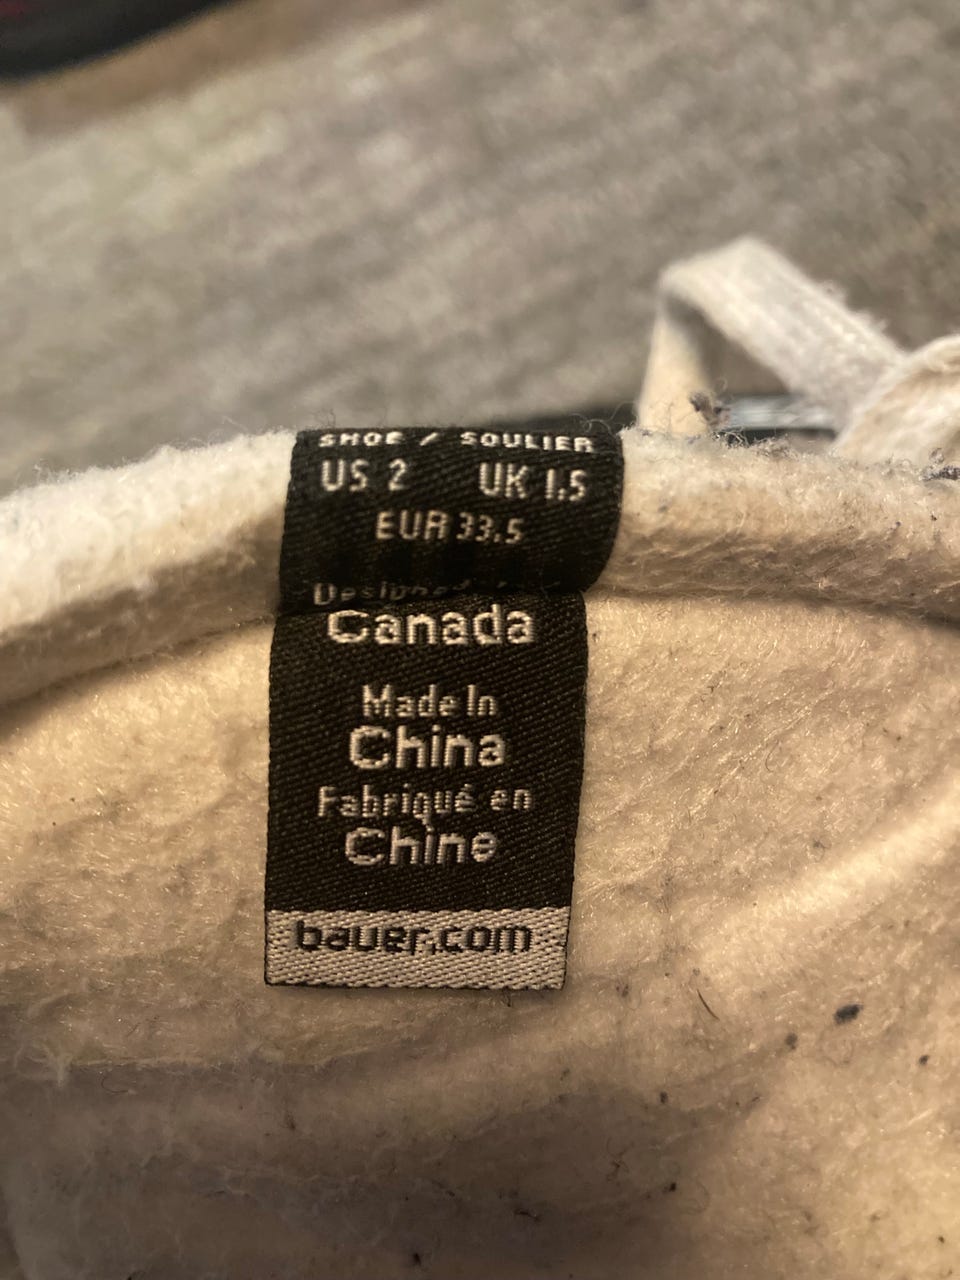 SHOE / SOULIER
US 2 UK 1.5
EUR 33.5
Designed
Canada
Made In
China
Fabriqué en
Chine
bauer.com